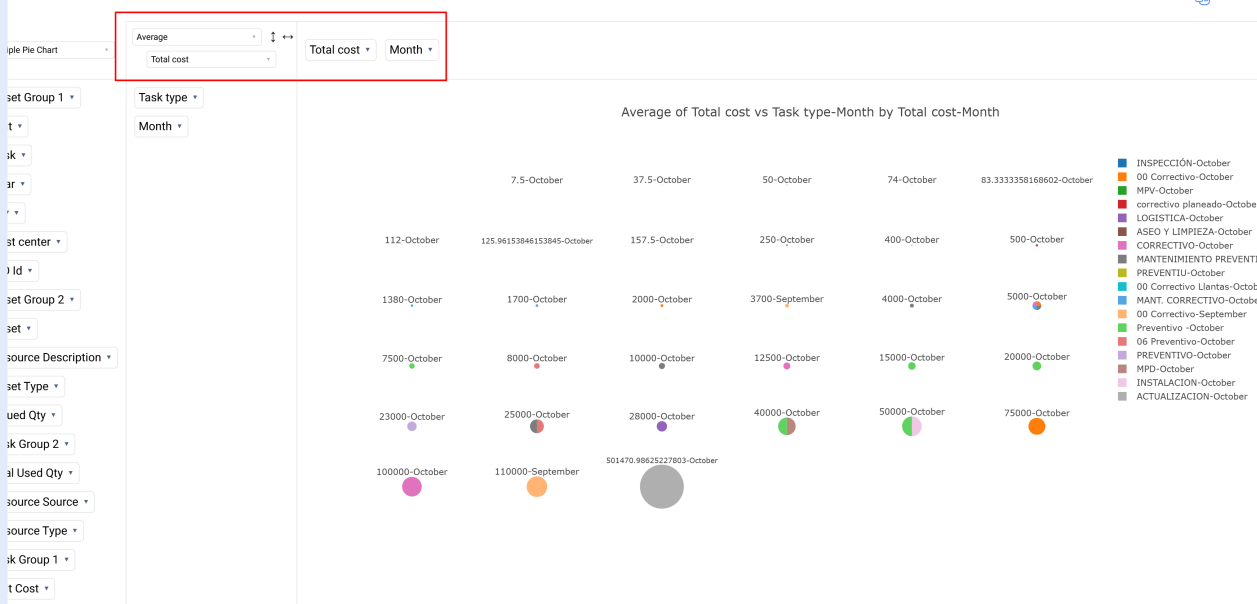 Average
Total cost
Total cost Month
iple Pie Chart
set Group 1
Task type
Month
Average of Total cost vs Task type-Month by Total cost-Month
sk
ar
st center
Id
set Group 2
set
source Description
set Type
ued Qty
sk Group 2
al Used Qty
source Source
source Type
sk Group 1
t Cost
7.5-October 37.5-October 50-October 74-October 83.3333358168602-October
112-October 125.96153846153845-October 157.5-October 250-October 400-October 500-October
1380-October 1700-October 2000-October 3700-September 4000-October 5000-October
7500-October 8000-October 10000-October 12500-October 15000-October 20000-October
23000-October 25000-October 28000-October 40000-October 50000-October 75000-October
100000-October 110000-September 501470.98625227803-October
INSPECCIÓN-October
00 Correctivo-October
MPV-October
correctivo planeado-Octobe
LOGISTICA-October
ASEO Y LIMPIEZA-October
CORRECTIVO-October
MANTENIMIENTO PREVENTI
PREVENTIU-October
00 Correctivo Llantas-Octob
MANT. CORRECTIVO-Octobe
00 Correctivo-September
Preventivo -October
06 Preventivo-October
PREVENTIVO-October
MPD-October
INSTALACION-October
ACTUALIZACION-October